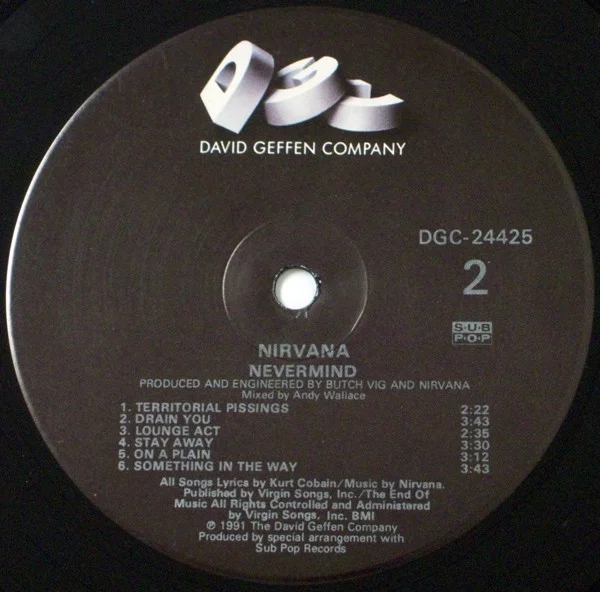 DGC
DAVID GEFFEN COMPANY
DGC-24425
2
SUB
POP
NIRVANA
NEVERMIND
PRODUCED AND ENGINEERED BY BUTCH VIG AND NIRVANA
Mixed by Andy Wallace
1. TERRITORIAL PISSINGS 2:22
2. DRAIN YOU 3:43
3. LOUNGE ACT 2:35
4. STAY AWAY 3:30
5. ON A PLAIN 3:12
6. SOMETHING IN THE WAY 3:43
All Songs Lyrics by Kurt Cobain/Music by Nirvana.
Published by Virgin Songs, Inc./The End Of
Music All Rights Controlled and Administered
by Virgin Songs, Inc. BMI
℗ 1991 The David Geffen Company
Produced by special arrangement with
Sub Pop Records